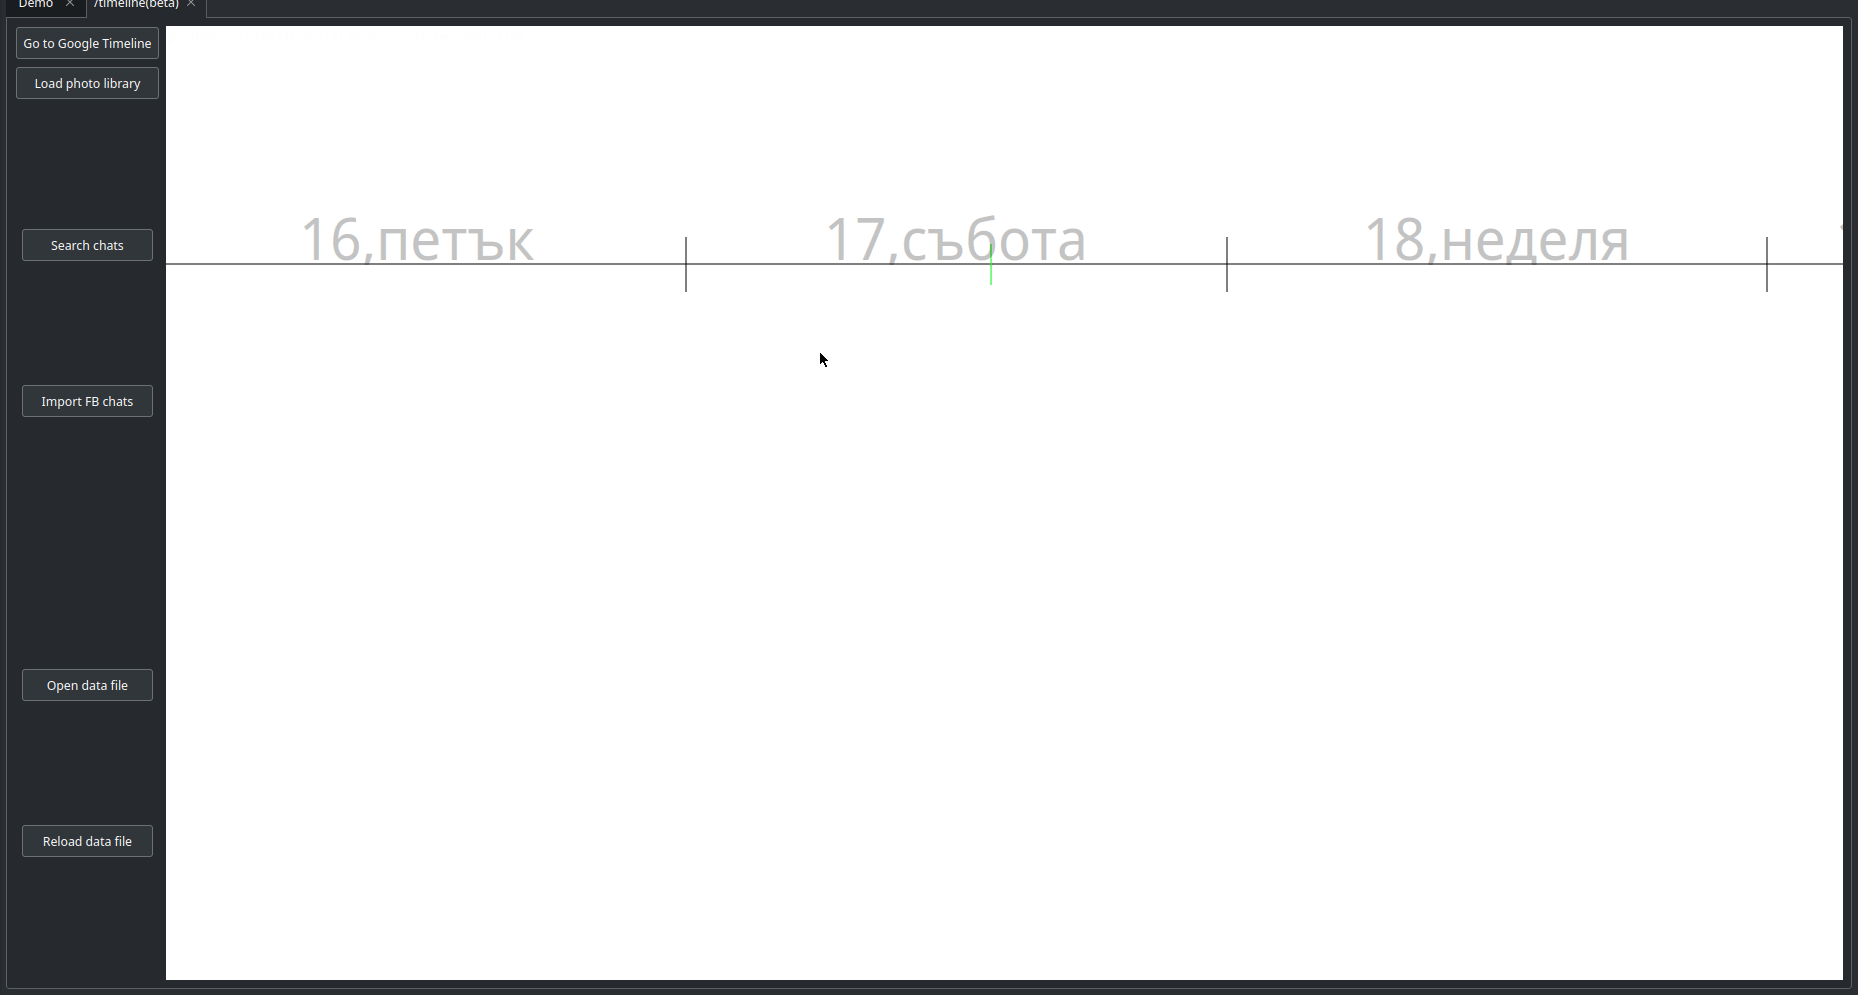 Demo
/timeline(beta)
Go to Google Timeline
Load photo library
16,петък
17,събота
18,неделя
Search chats
Import FB chats
Open data file
Reload data file